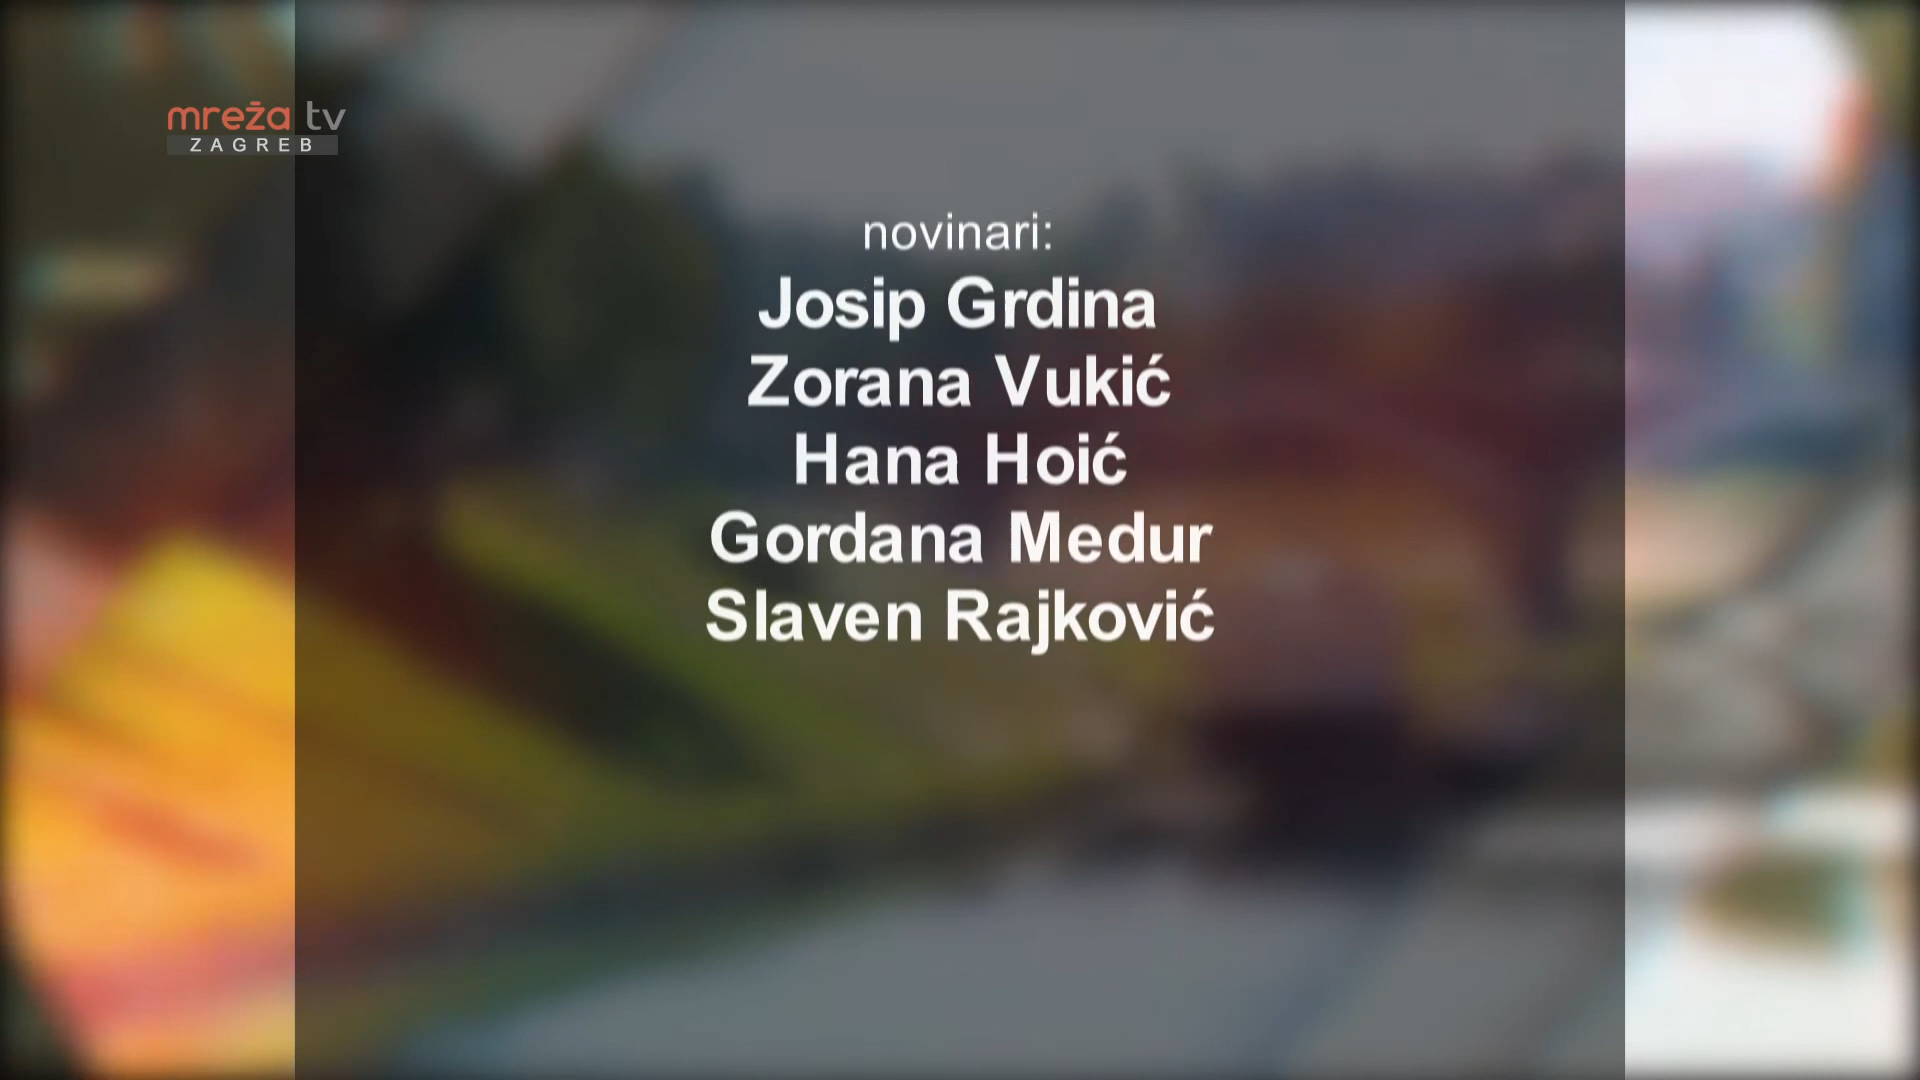 mreža tv
ZAGREB
novinari:
Josip Grdina
Zorana Vukić
Hana Hoić
Gordana Medur
Slaven Rajković